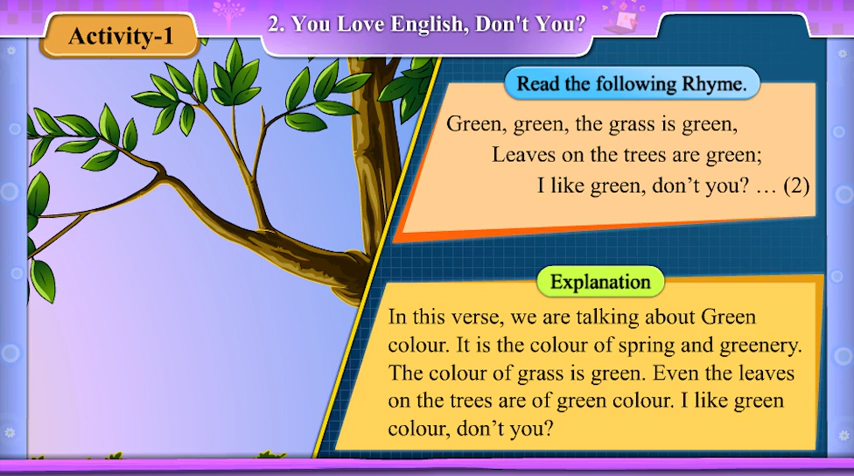 2. You Love English, Don't You?
Activity-1
Read the following Rhyme.
Green, green, the grass is green,
Leaves on the trees are green;
I like green, don't you? ... (2)
Explanation
In this verse, we are talking about Green
colour. It is the colour of spring and greenery.
The colour of grass is green. Even the leaves
on the trees are of green colour. I like green
colour, don't you?